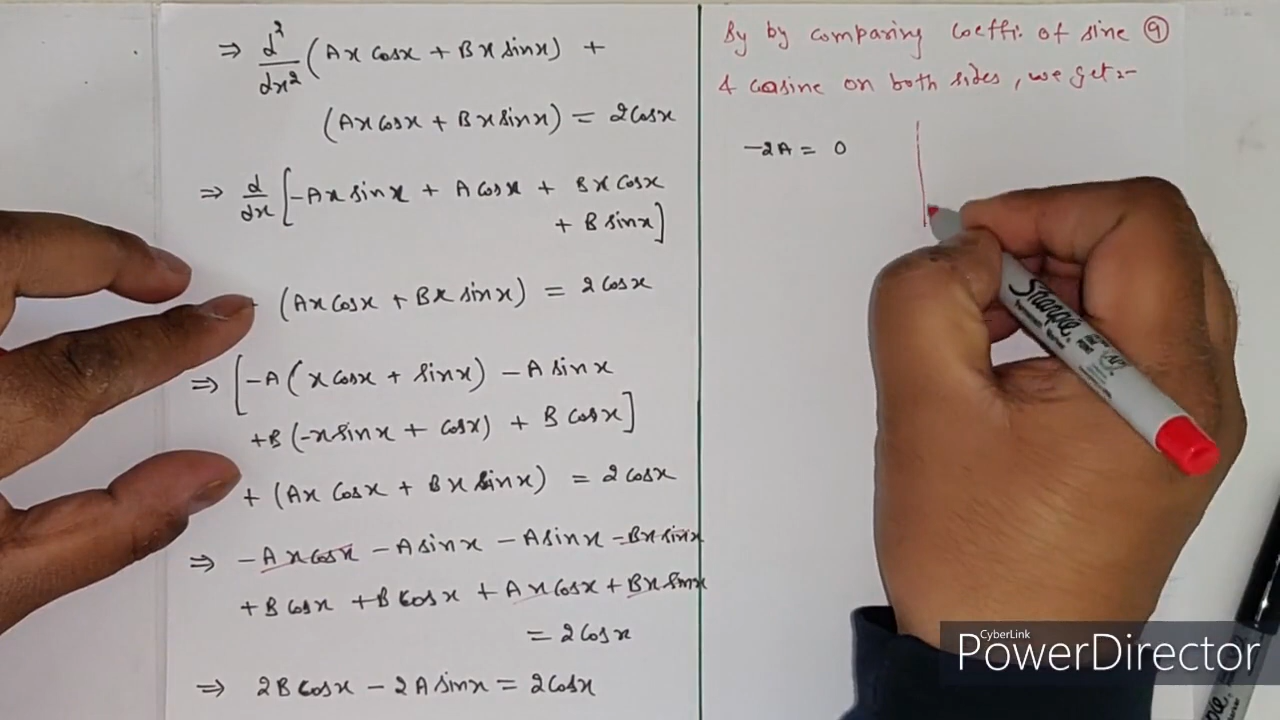 ⇒ d²/dx² (Ax cosx + Bx sinx) +
(Ax cosx + Bx sinx) = 2cosx
⇒ d/dx [-Ax sinx + A cosx + Bx cosx
+ B sinx]
+ (Ax cosx + Bx sinx) = 2cosx
⇒ [-A(x cosx + sinx) - A sinx
+B(-x sinx + cosx) + B cosx]
+ (Ax cosx + Bx sinx) = 2cosx
⇒ -Ax cosx - A sinx - A sinx - Bx sinx
+ B cosx + B cosx + Ax cosx + Bx sinx
= 2cosx
⇒ 2B cosx - 2A sinx = 2cosx
By by comparing Coeffi. of sine ⑨
& cosine on both sides, we get:-
-2A = 0
Sharpie
CyberLink
PowerDirector